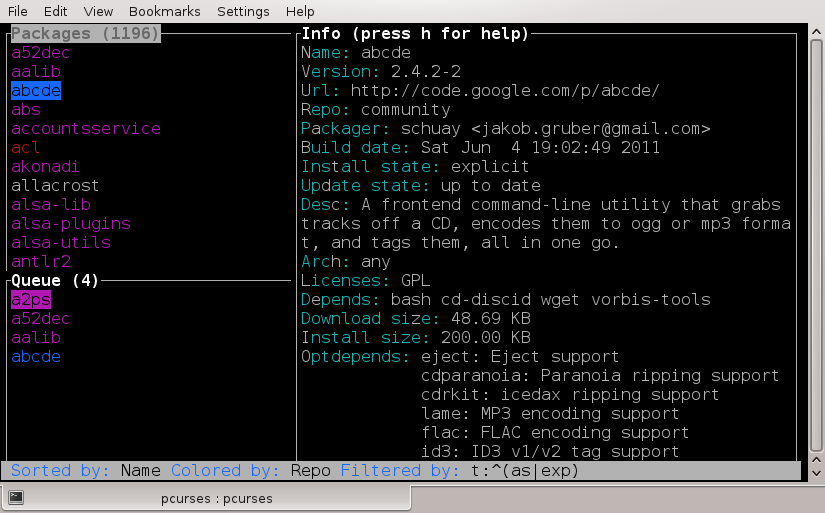 File Edit View Bookmarks Settings Help
Packages (1196)
a52dec
aalib
abcde
abs
accountsservice
acl
akonadi
allacrost
alsa-lib
alsa-plugins
alsa-utils
antlr2
Queue (4)
a2ps
a52dec
aalib
abcde
Info (press h for help)
Name: abcde
Version: 2.4.2-2
Url: http://code.google.com/p/abcde/
Repo: community
Packager: schuay <jakob.gruber@gmail.com>
Build date: Sat Jun  4 19:02:49 2011
Install state: explicit
Update state: up to date
Desc: A frontend command-line utility that grabs
tracks off a CD, encodes them to ogg or mp3 forma
t, and tags them, all in one go.
Arch: any
Licenses: GPL
Depends: bash cd-discid wget vorbis-tools
Download size: 48.69 KB
Install size: 200.00 KB
Optdepends: eject: Eject support
cdparanoia: Paranoia ripping support
cdrkit: icedax ripping support
lame: MP3 encoding support
flac: FLAC encoding support
id3: ID3 v1/v2 tag support
Sorted by: Name Colored by: Repo Filtered by: t:^(as|exp)
pcurses : pcurses